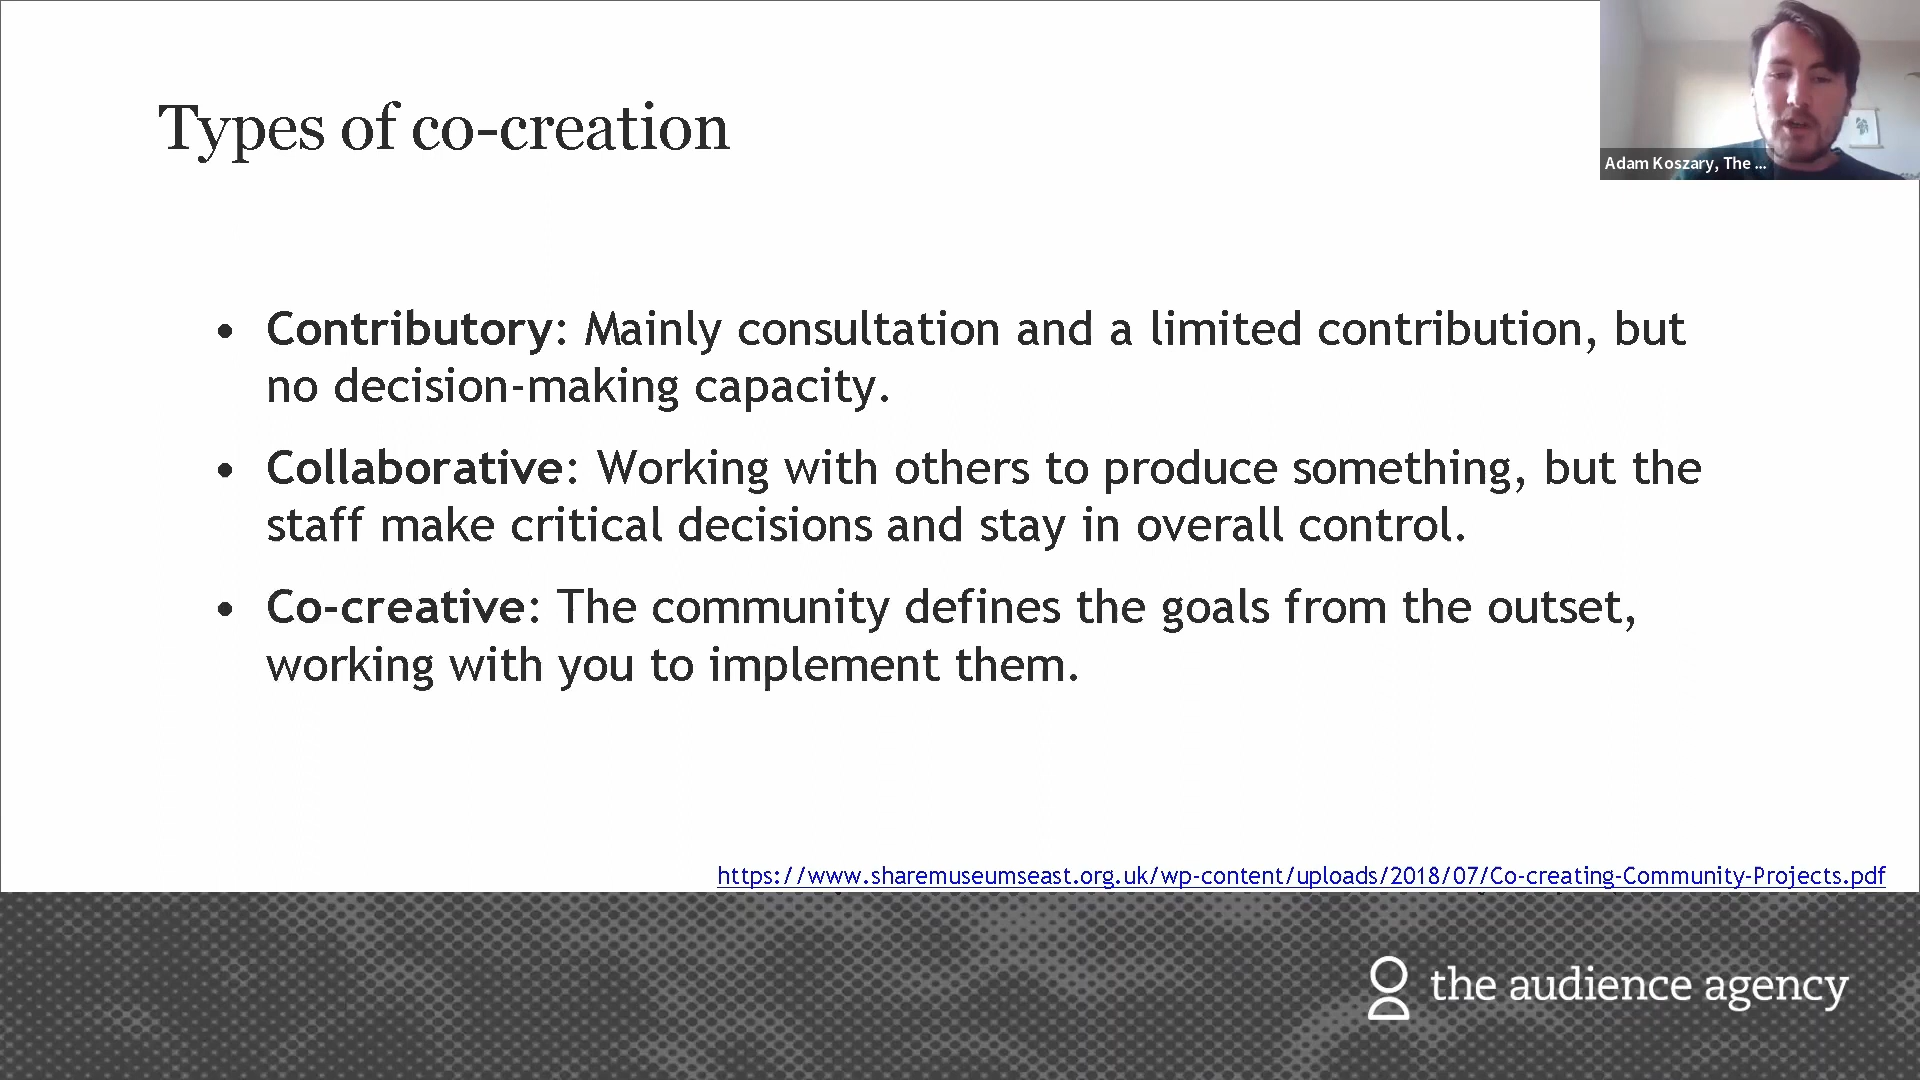 Types of co-creation
Adam Koszary, The ...
• Contributory: Mainly consultation and a limited contribution, but
no decision-making capacity.
• Collaborative: Working with others to produce something, but the
staff make critical decisions and stay in overall control.
• Co-creative: The community defines the goals from the outset,
working with you to implement them.
https://www.sharemuseumseast.org.uk/wp-content/uploads/2018/07/Co-creating-Community-Projects.pdf
the audience agency